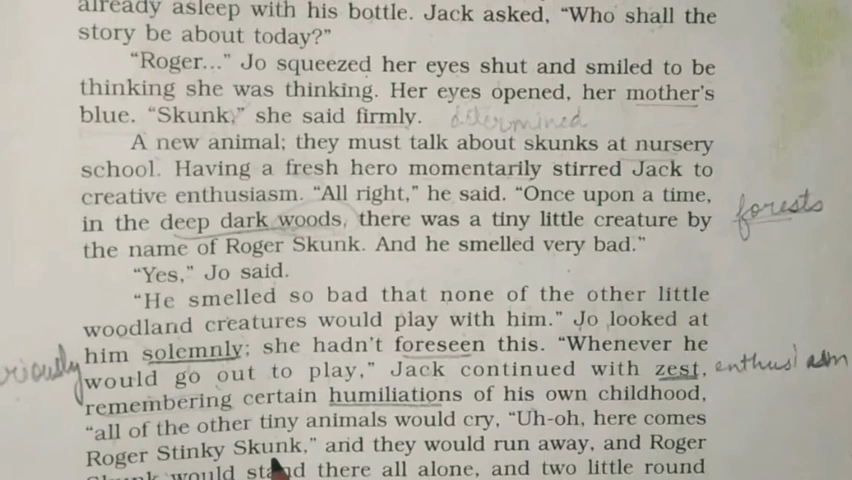 already asleep with his bottle. Jack asked, “Who shall the
story be about today?”
“Roger...” Jo squeezed her eyes shut and smiled to be
thinking she was thinking. Her eyes opened, her mother's
blue. “Skunk,” she said firmly. determined
A new animal; they must talk about skunks at nursery
school. Having a fresh hero momentarily stirred Jack to
creative enthusiasm. “All right,” he said. “Once upon a time,
in the deep dark woods, there was a tiny little creature by forests
the name of Roger Skunk. And he smelled very bad.”
“Yes,” Jo said.
“He smelled so bad that none of the other little
woodland creatures would play with him.” Jo looked at
him solemnly; she hadn't foreseen this. “Whenever he
would go out to play,” Jack continued with zest, enthusiasm
remembering certain humiliations of his own childhood,
“all of the other tiny animals would cry, “Uh-oh, here comes
Roger Stinky Skunk,” and they would run away, and Roger
would stand there all alone, and two little round